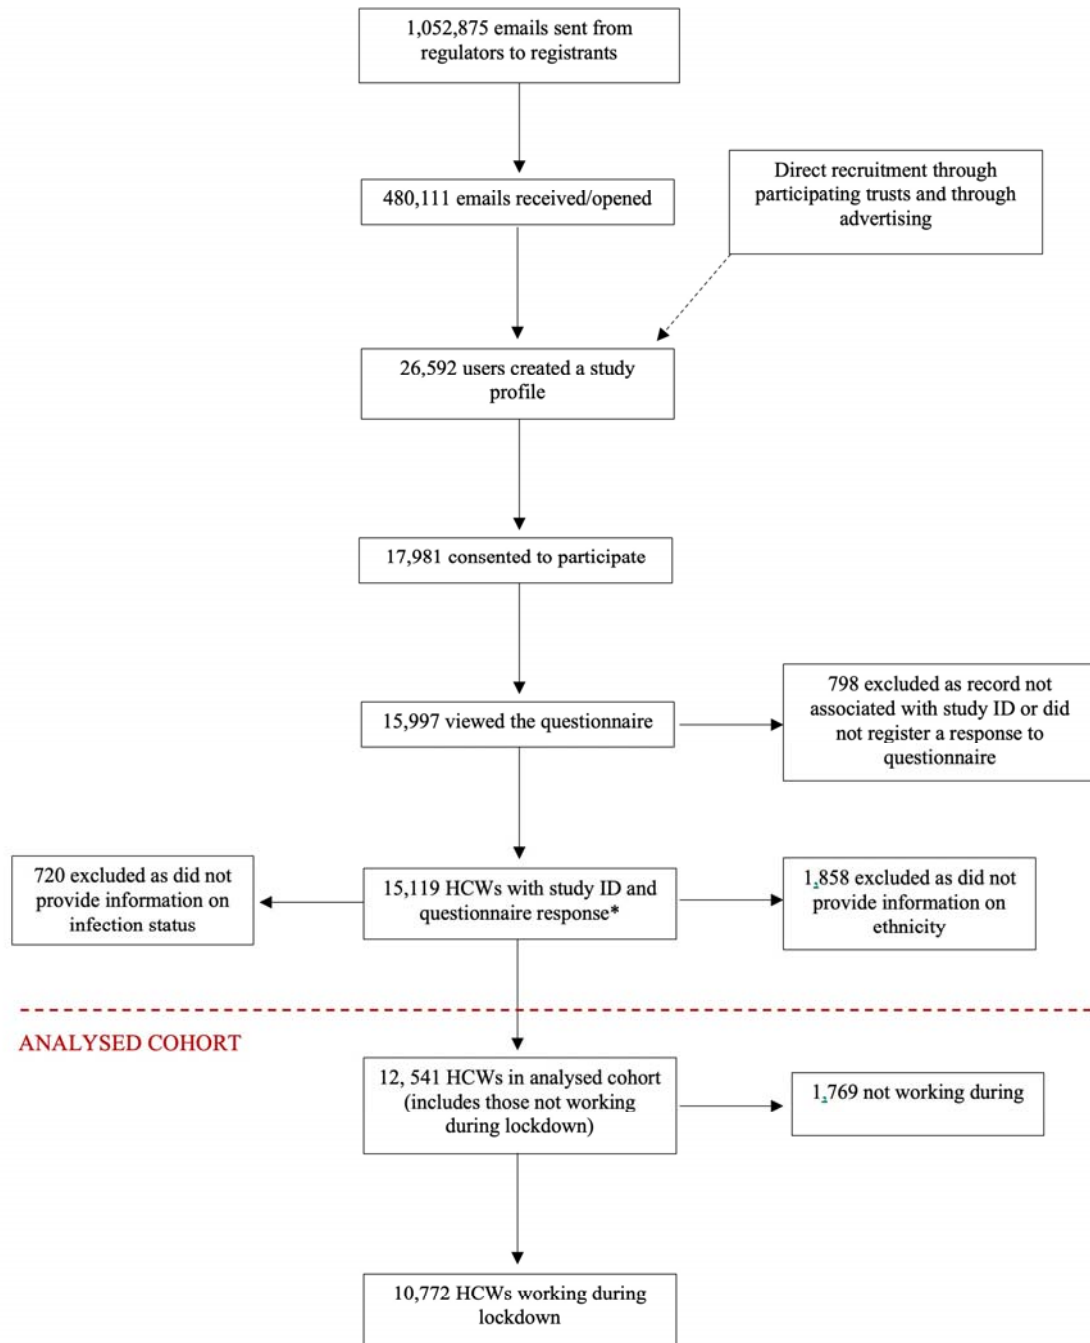 1,052,875 emails sent from
regulators to registrants
480,111 emails received/opened
Direct recruitment through
participating trusts and through
advertising
26,592 users created a study
profile
17,981 consented to participate
15,997 viewed the questionnaire
798 excluded as record not
associated with study ID or did
not register a response to
questionnaire
720 excluded as did not
provide information on
infection status
15,119 HCWs with study ID and
questionnaire response*
1,858 excluded as did not
provide information on
ethnicity
ANALYSED COHORT
12, 541 HCWs in analysed cohort
(includes those not working
during lockdown)
1,769 not working during
10,772 HCWs working during
lockdown